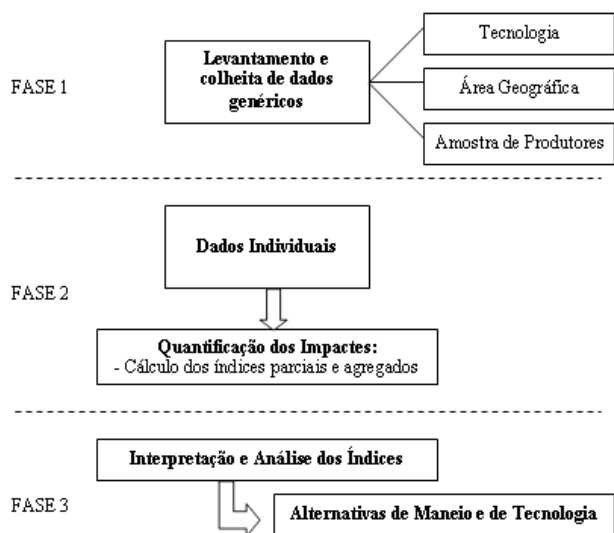 Levantamento e
colheita de dados
genéricos
Tecnologia
FASE 1
Área Geográfica
Amostra de Produtores
Dados Individuais
FASE 2
Quantificação dos Impactes:
- Cálculo dos índices parciais e agregados
Interpretação e Análise dos Índices
FASE 3
Alternativas de Maneio e de Tecnologia